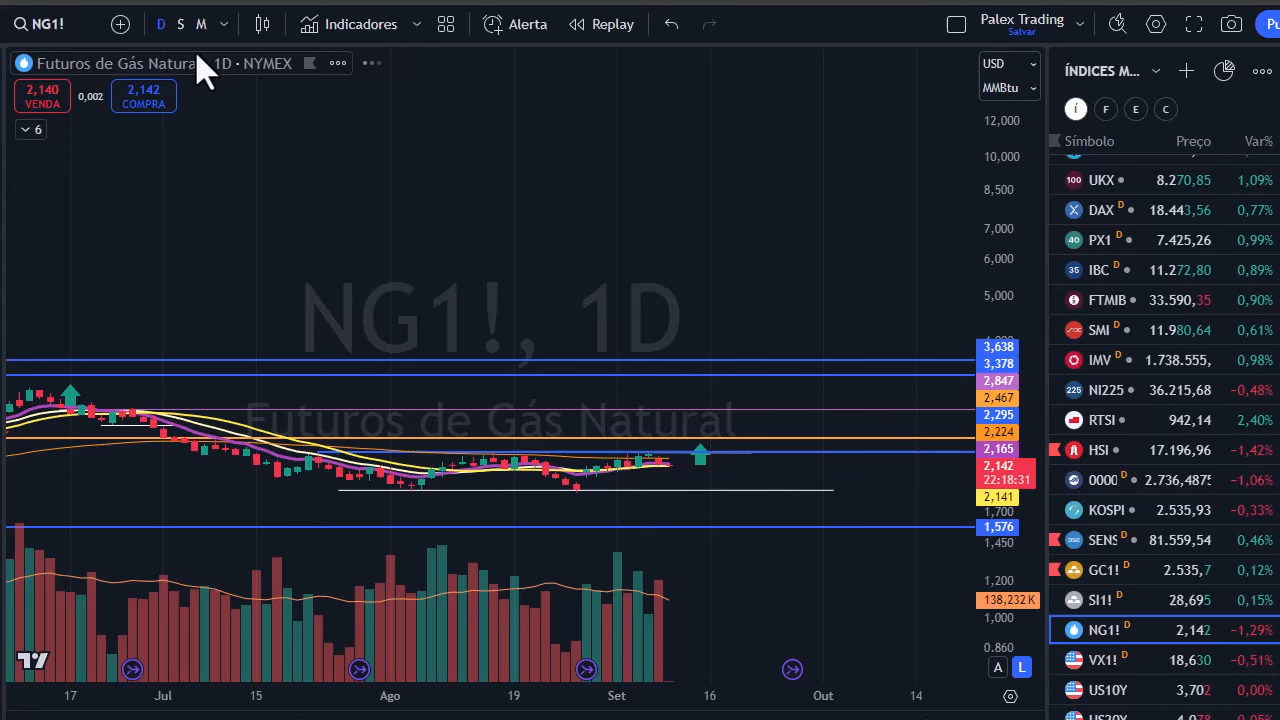 NG1!
D S M
Indicadores
Alerta
Replay
Palex Trading
Salvar
Pu
Futuros de Gás Natural 1D · NYMEX
2,140
VENDA
0,002
2,142
COMPRA
6
USD
MMBtu
12,000
10,000
8,500
7,000
6,000
5,000
3,638
3,378
2,847
2,467
2,295
2,224
2,165
2,142
22:18:31
2,141
1,700
1,576
1,450
1,200
138,232 K
1,000
0.860
NG1!, 1D
Futuros de Gás Natural
17 Jul 15 Ago 19 Set 16 Out 14
A L
ÍNDICES M...
Í F E C
Símbolo Preço Var%
100 UKX 8.270,85 1,09%
DAX D 18.443,56 0,77%
40 PX1 D 7.425,26 0,99%
35 IBC D 11.272,80 0,89%
FTMIB 33.590,35 0,90%
SMI D 11.980,64 0,61%
IMV D 1.738.555, 0,98%
225 NI225 36.215,68 −0,48%
RTSI 942,14 2,40%
HSI 17.196,96 −1,42%
0000 D 2.736,487 −1,06%
KOSPI 2.535,93 −0,33%
SENS 81.559,54 0,46%
GC1! D 2.535,7 0,12%
SI1! D 28,695 0,15%
NG1! D 2,142 −1,29%
VX1! D 18,630 −0,51%
US10Y 3,702 0,00%